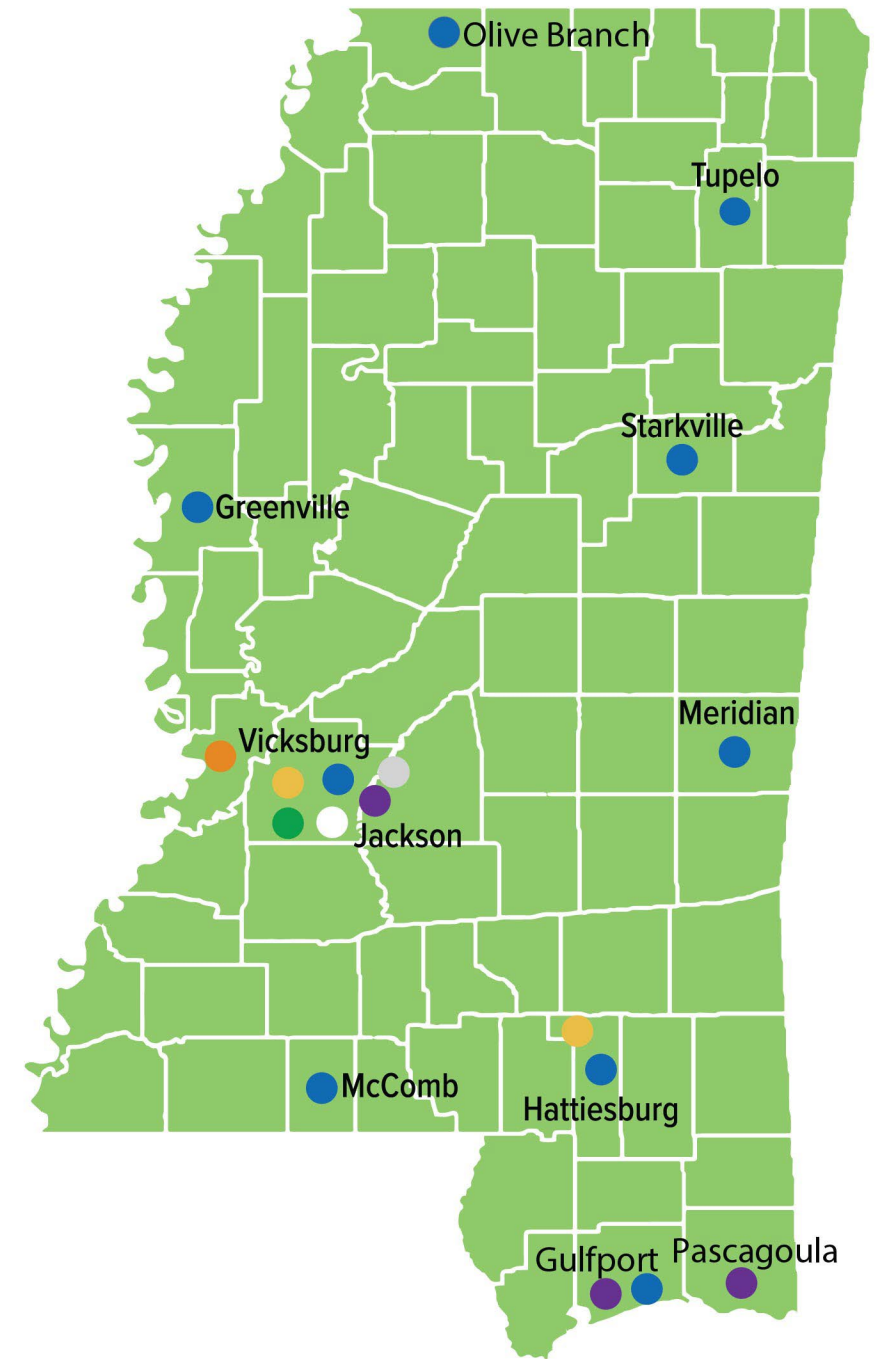 Olive Branch
Tupelo
Starkville
Greenville
Meridian
Vicksburg
Jackson
McComb
Hattiesburg
Gulfport
Pascagoula